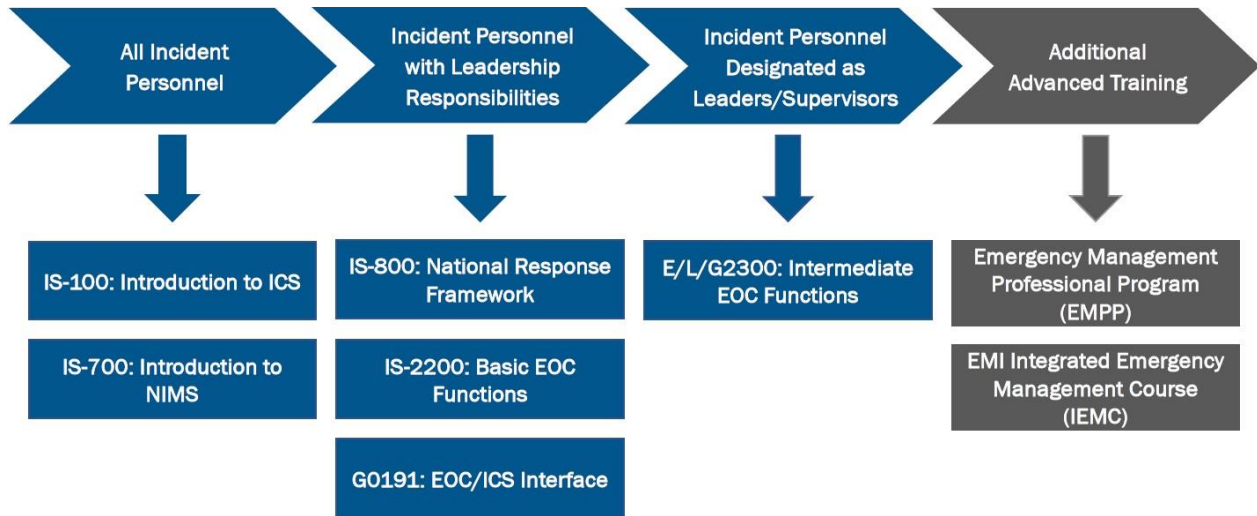 All Incident
Personnel
Incident Personnel
with Leadership
Responsibilities
Incident Personnel
Designated as
Leaders/Supervisors
Additional
Advanced Training
IS-100: Introduction to ICS
IS-700: Introduction to
NIMS
IS-800: National Response
Framework
IS-2200: Basic EOC
Functions
G0191: EOC/ICS Interface
E/L/G2300: Intermediate
EOC Functions
Emergency Management
Professional Program
(EMPP)
EMI Integrated Emergency
Management Course
(IEMC)